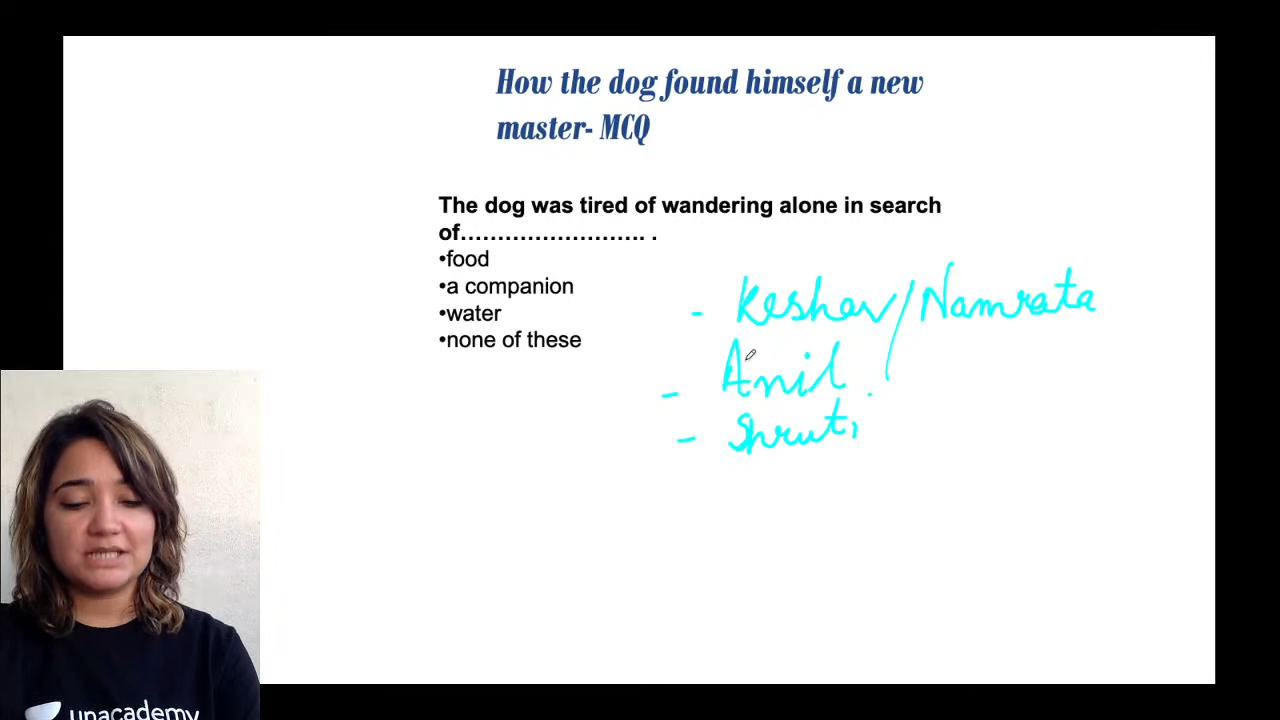 How the dog found himself a new
master- MCQ
The dog was tired of wandering alone in search
of…………………….. .
•food
•a companion
•water
•none of these
- Keshav/Namrata
- Anil
- Shruti
unacademy